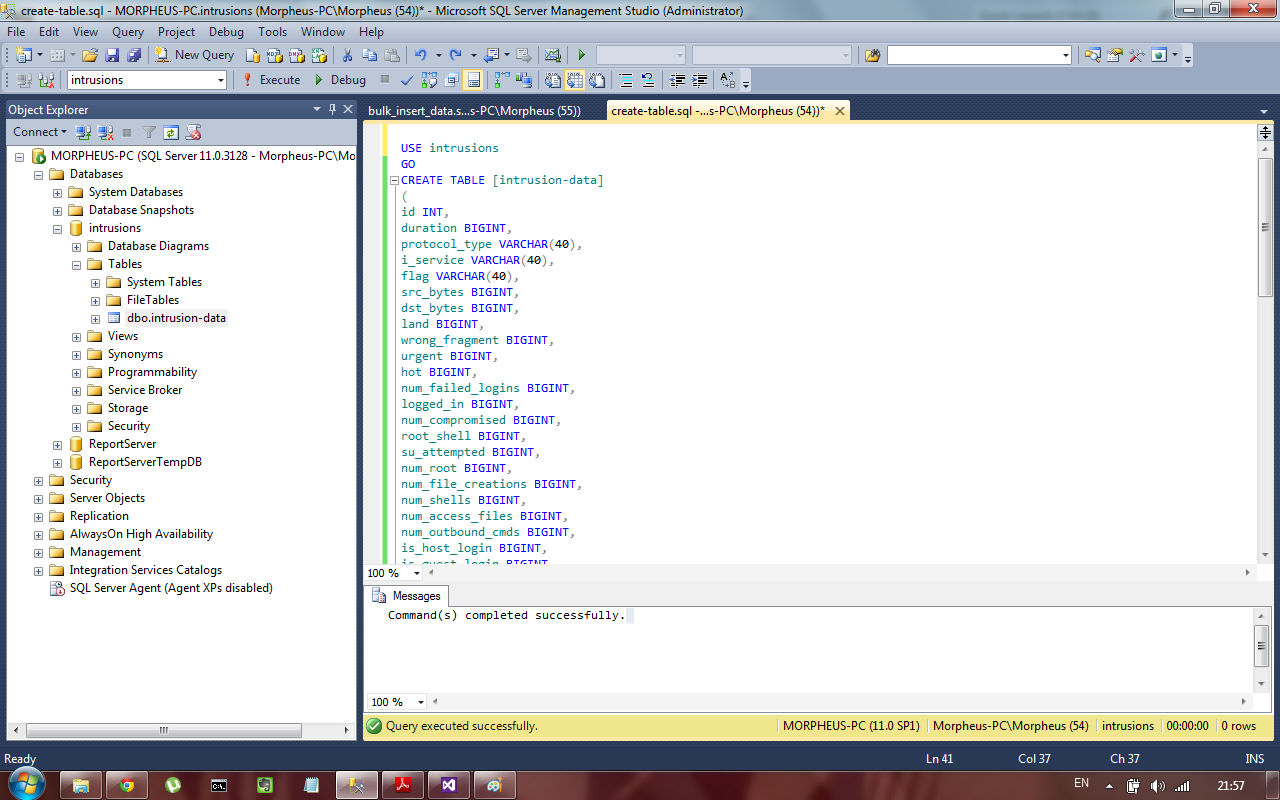 create-table.sql - MORPHEUS-PC.intrusions (Morpheus-PC\Morpheus (54))* - Microsoft SQL Server Management Studio (Administrator)
File Edit View Query Project Debug Tools Window Help
New Query
intrusions Execute Debug
Object Explorer
Connect
MORPHEUS-PC (SQL Server 11.0.3128 - Morpheus-PC\Mo
Databases
System Databases
Database Snapshots
intrusions
Database Diagrams
Tables
System Tables
FileTables
dbo.intrusion-data
Views
Synonyms
Programmability
Service Broker
Storage
Security
ReportServer
ReportServerTempDB
Security
Server Objects
Replication
AlwaysOn High Availability
Management
Integration Services Catalogs
SQL Server Agent (Agent XPs disabled)
bulk_insert_data.s...s-PC\Morpheus (55)) create-table.sql -...s-PC\Morpheus (54))*
USE intrusions
GO
CREATE TABLE [intrusion-data]
(
id INT,
duration BIGINT,
protocol_type VARCHAR(40),
i_service VARCHAR(40),
flag VARCHAR(40),
src_bytes BIGINT,
dst_bytes BIGINT,
land BIGINT,
wrong_fragment BIGINT,
urgent BIGINT,
hot BIGINT,
num_failed_logins BIGINT,
logged_in BIGINT,
num_compromised BIGINT,
root_shell BIGINT,
su_attempted BIGINT,
num_root BIGINT,
num_file_creations BIGINT,
num_shells BIGINT,
num_access_files BIGINT,
num_outbound_cmds BIGINT,
is_host_login BIGINT,
is_guest_login BIGINT
100 %
Messages
Command(s) completed successfully.
100 %
Query executed successfully. MORPHEUS-PC (11.0 SP1) Morpheus-PC\Morpheus (54) intrusions 00:00:00 0 rows
Ready Ln 41 Col 37 Ch 37 INS
EN 21:57